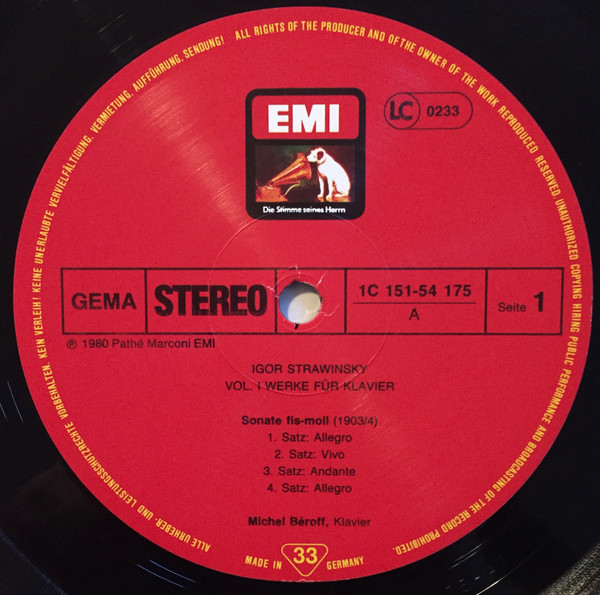 ALL RIGHTS OF THE PRODUCER AND OF THE OWNER OF THE WORK REPRODUCED RESERVED. UNAUTHORIZED COPYING HIRING PUBLIC PERFORMANCE AND BROADCASTING OF THE RECORD PROHIBITED.
ALLE URHEBER- UND LEISTUNGSSCHUTZRECHTE VORBEHALTEN. KEIN VERLEIH! KEINE UNERLAUBTE VERVIELFÄLTIGUNG, VERMIETUNG, AUFFÜHRUNG, SENDUNG!
EMI
LC 0233
Die Stimme seines Herrn
GEMA STEREO 1C 151-54 175 Seite 1
A
℗ 1980 Pathé Marconi EMI
IGOR STRAWINSKY
VOL. I WERKE FÜR KLAVIER
Sonate fis-moll (1903/4)
1. Satz: Allegro
2. Satz: Vivo
3. Satz: Andante
4. Satz: Allegro
Michel Béroff, Klavier
MADE IN 33 GERMANY